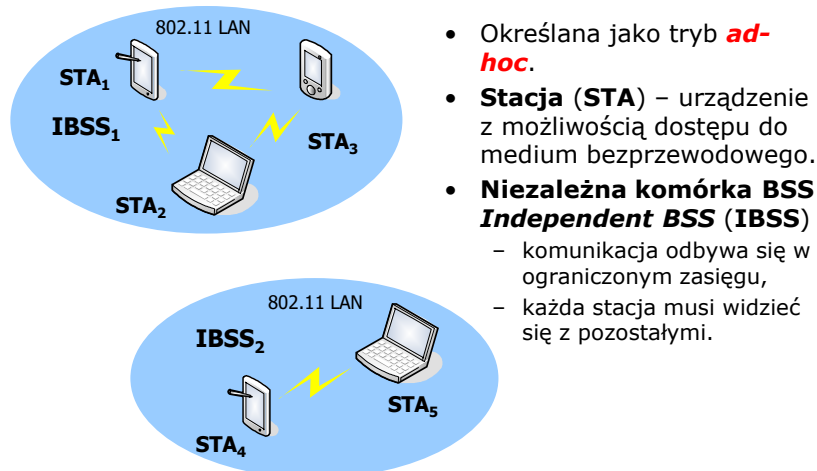 802.11 LAN
STA1
IBSS1
STA3
STA2
802.11 LAN
IBSS2
STA5
STA4
• Określana jako tryb ad-
hoc.
• Stacja (STA) – urządzenie
z możliwością dostępu do
medium bezprzewodowego.
• Niezależna komórka BSS
Independent BSS (IBSS)
– komunikacja odbywa się w
ograniczonym zasięgu,
– każda stacja musi widzieć
się z pozostałymi.